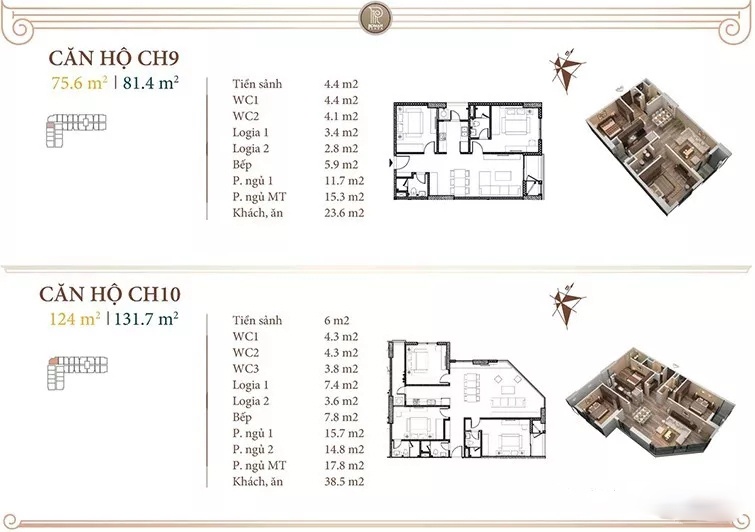 CĂN HỘ CH9
75.6 m² | 81.4 m²
Tiền sảnh 4.4 m2
WC1 4.4 m2
WC2 4.1 m2
Logia 1 3.4 m2
Logia 2 2.8 m2
Bếp 5.9 m2
P. ngủ 1 11.7 m2
P. ngủ MT 15.3 m2
Khách, ăn 23.6 m2
CĂN HỘ CH10
124 m² | 131.7 m²
Tiền sảnh 6 m2
WC1 4.3 m2
WC2 4.3 m2
WC3 3.8 m2
Logia 1 7.4 m2
Logia 2 3.6 m2
Bếp 7.8 m2
P. ngủ 1 15.7 m2
P. ngủ 2 14.8 m2
P. ngủ MT 17.8 m2
Khách, ăn 38.5 m2